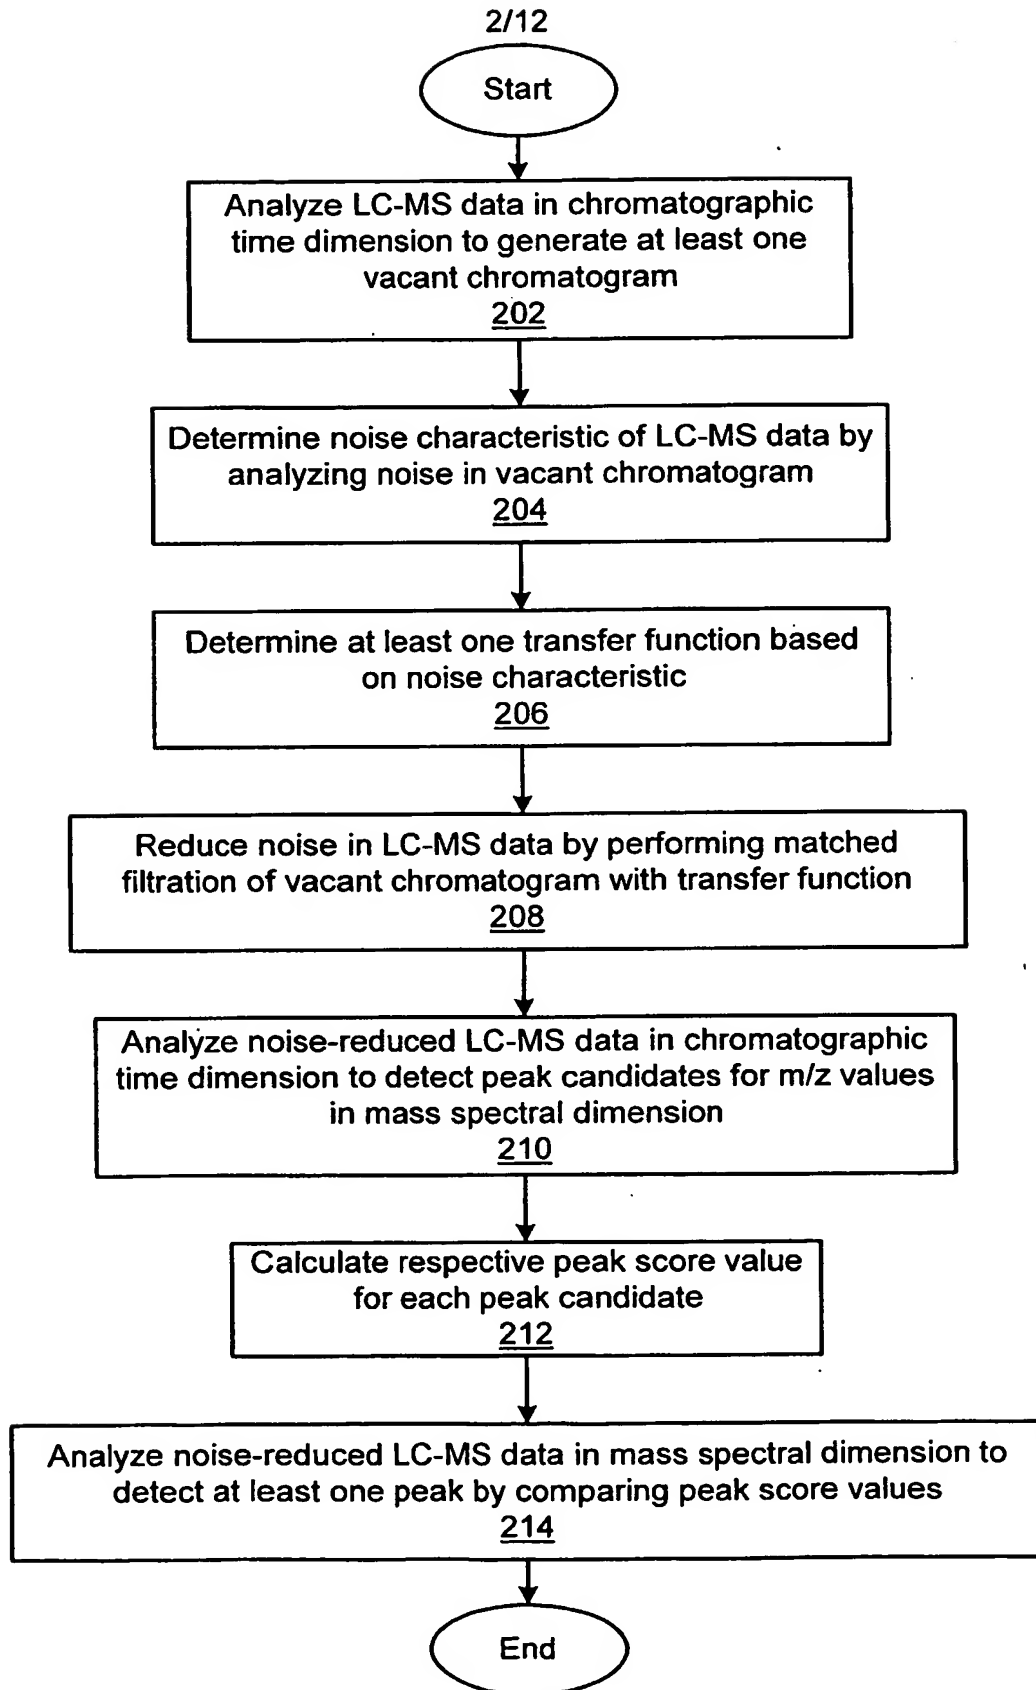 2/12
Start
Analyze LC-MS data in chromatographic
time dimension to generate at least one
vacant chromatogram
202
Determine noise characteristic of LC-MS data by
analyzing noise in vacant chromatogram
204
Determine at least one transfer function based
on noise characteristic
206
Reduce noise in LC-MS data by performing matched
filtration of vacant chromatogram with transfer function
208
Analyze noise-reduced LC-MS data in chromatographic
time dimension to detect peak candidates for m/z values
in mass spectral dimension
210
Calculate respective peak score value
for each peak candidate
212
Analyze noise-reduced LC-MS data in mass spectral dimension to
detect at least one peak by comparing peak score values
214
End